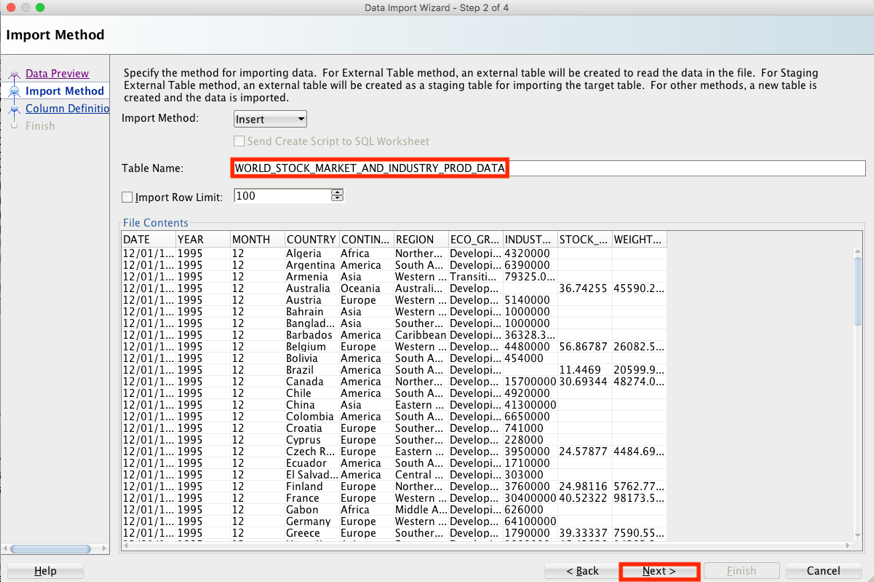 Data Import Wizard - Step 2 of 4
Import Method
Data Preview
Import Method
Column Definitio
Finish
Specify the method for importing data. For External Table method, an external table will be created to read the data in the file. For Staging
External Table method, an external table will be created as a staging table for importing the target table. For other methods, a new table is
created and the data is imported.
Import Method: Insert
Send Create Script to SQL Worksheet
Table Name: WORLD_STOCK_MARKET_AND_INDUSTRY_PROD_DATA
Import Row Limit: 100
File Contents
DATE YEAR MONTH COUNTRY CONTIN... REGION ECO_GR... INDUST... STOCK_... WEIGHT...
12/01/1... 1995 12 Algeria Africa Norther... Developi... 4320000
12/01/1... 1995 12 Argentina America South A... Developi... 6390000
12/01/1... 1995 12 Armenia Asia Western ... Transiti... 79325.0...
12/01/1... 1995 12 Australia Oceania Australi... Develop... 36.74255 45590.2...
12/01/1... 1995 12 Austria Europe Western ... Develop... 5140000
12/01/1... 1995 12 Bahrain Asia Western ... Developi... 1000000
12/01/1... 1995 12 Banglad... Asia Souther... Developi... 1000000
12/01/1... 1995 12 Barbados America Caribbean Developi... 36328.3...
12/01/1... 1995 12 Belgium Europe Western ... Develop... 4480000 56.86787 26082.5...
12/01/1... 1995 12 Bolivia America South A... Developi... 454000
12/01/1... 1995 12 Brazil America South A... Developi... 11.4469 20599.9...
12/01/1... 1995 12 Canada America Norther... Develop... 15700000 30.69344 48274.0...
12/01/1... 1995 12 Chile America South A... Developi... 4920000
12/01/1... 1995 12 China Asia Eastern ... Developi... 41300000
12/01/1... 1995 12 Colombia America South A... Developi... 6650000
12/01/1... 1995 12 Croatia Europe Souther... Develop... 741000
12/01/1... 1995 12 Cyprus Europe Souther... Develop... 228000
12/01/1... 1995 12 Czech R... Europe Eastern ... Develop... 3950000 24.57877 4484.69...
12/01/1... 1995 12 Ecuador America South A... Developi... 1710000
12/01/1... 1995 12 El Salvad... America Central ... Developi... 303000
12/01/1... 1995 12 Finland Europe Norther... Develop... 3760000 24.98116 5762.77...
12/01/1... 1995 12 France Europe Western ... Develop... 30400000 40.52322 98173.5...
12/01/1... 1995 12 Gabon Africa Middle A... Developi... 626000
12/01/1... 1995 12 Germany Europe Western ... Develop... 64100000
12/01/1... 1995 12 Greece Europe Souther... Develop... 1790000 39.33337 7590.55...
Help
< Back
Next >
Finish
Cancel